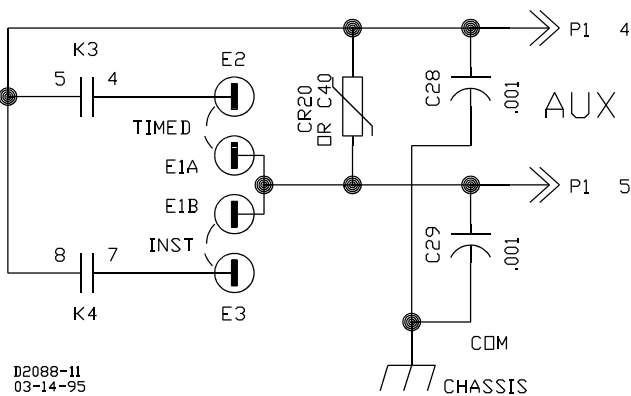 P1 4
K3
5 4
E2
TIMED
CR20
OR C40
C28
.001
AUX
E1A
E1B
P1 5
INST
8 7
K4
E3
C29
.001
COM
CHASSIS
D2088-11
03-14-95